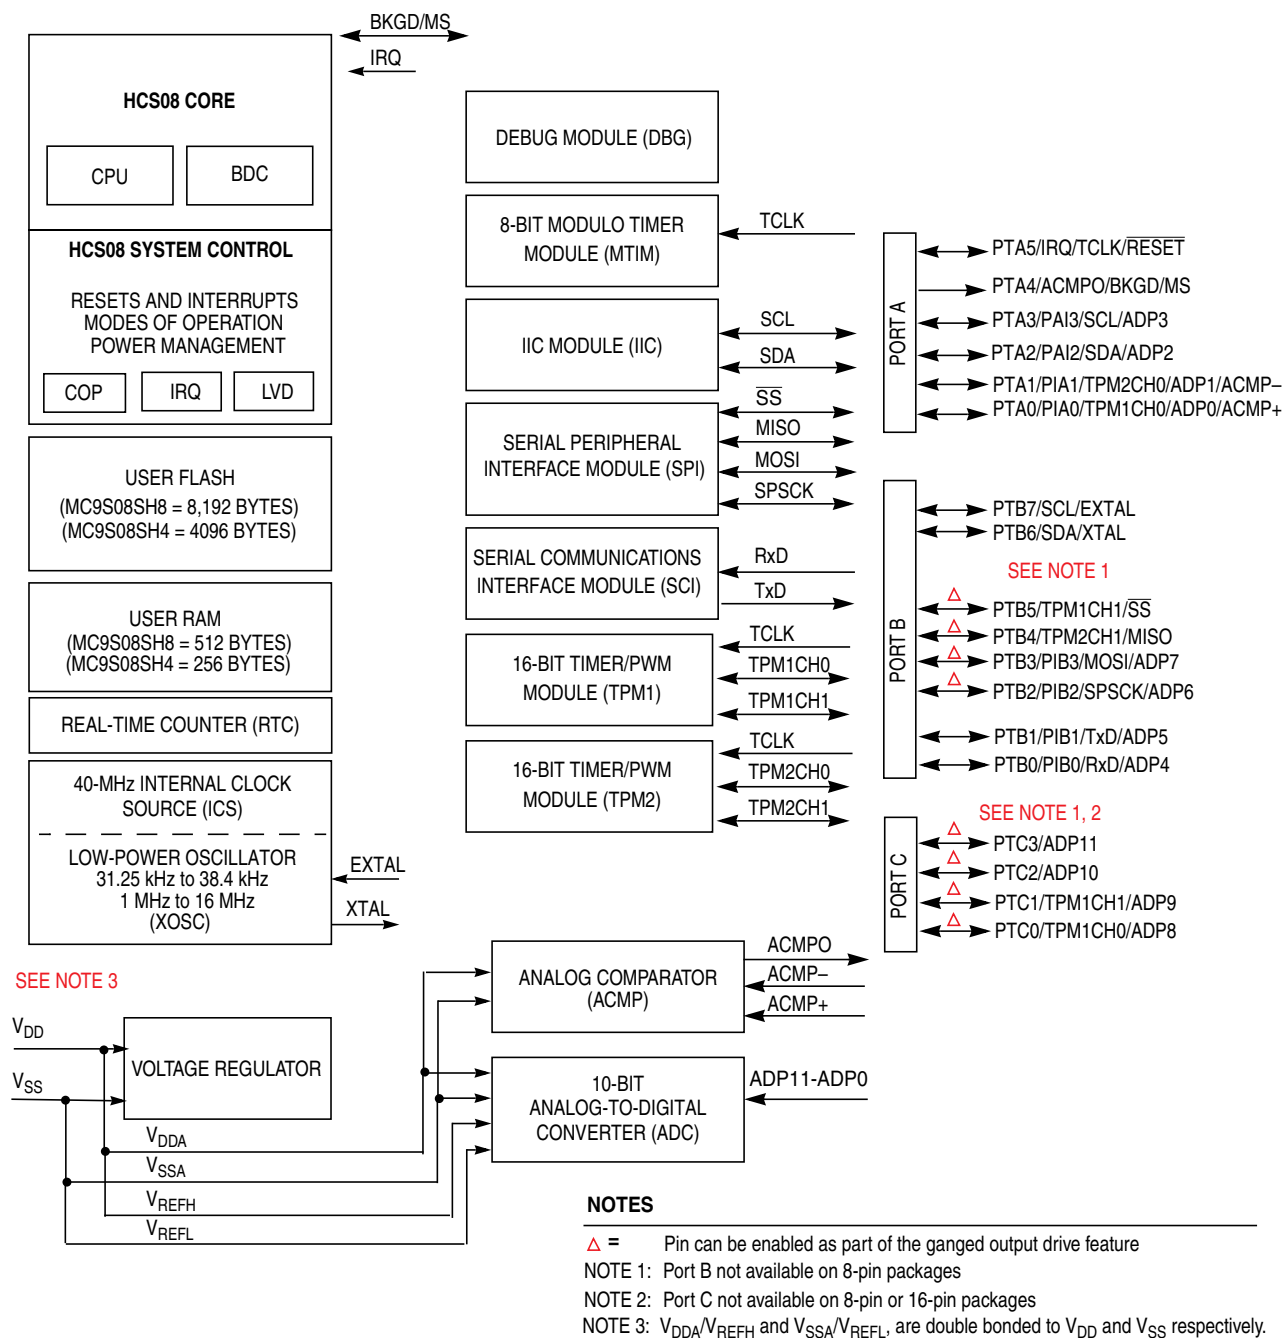 BKGD/MS
IRQ
HCS08 CORE
CPU
BDC
HCS08 SYSTEM CONTROL
RESETS AND INTERRUPTS
MODES OF OPERATION
POWER MANAGEMENT
COP
IRQ
LVD
USER FLASH
(MC9S08SH8 = 8,192 BYTES)
(MC9S08SH4 = 4096 BYTES)
USER RAM
(MC9S08SH8 = 512 BYTES)
(MC9S08SH4 = 256 BYTES)
REAL-TIME COUNTER (RTC)
40-MHz INTERNAL CLOCK
SOURCE (ICS)
LOW-POWER OSCILLATOR
31.25 kHz to 38.4 kHz
1 MHz to 16 MHz
(XOSC)
EXTAL
XTAL
SEE NOTE 3
VDD
VSS
VOLTAGE REGULATOR
VDDA
VSSA
VREFH
VREFL
DEBUG MODULE (DBG)
8-BIT MODULO TIMER
MODULE (MTIM)
TCLK
IIC MODULE (IIC)
SCL
SDA
SERIAL PERIPHERAL
INTERFACE MODULE (SPI)
SS
MISO
MOSI
SPSCK
SERIAL COMMUNICATIONS
INTERFACE MODULE (SCI)
RxD
TxD
16-BIT TIMER/PWM
MODULE (TPM1)
TCLK
TPM1CH0
TPM1CH1
16-BIT TIMER/PWM
MODULE (TPM2)
TCLK
TPM2CH0
TPM2CH1
ANALOG COMPARATOR
(ACMP)
ACMPO
ACMP–
ACMP+
10-BIT
ANALOG-TO-DIGITAL
CONVERTER (ADC)
ADP11-ADP0
PORT A
PTA5/IRQ/TCLK/RESET
PTA4/ACMPO/BKGD/MS
PTA3/PAI3/SCL/ADP3
PTA2/PAI2/SDA/ADP2
PTA1/PIA1/TPM2CH0/ADP1/ACMP–
PTA0/PIA0/TPM1CH0/ADP0/ACMP+
PORT B
PTB7/SCL/EXTAL
PTB6/SDA/XTAL
SEE NOTE 1
PTB5/TPM1CH1/SS
PTB4/TPM2CH1/MISO
PTB3/PIB3/MOSI/ADP7
PTB2/PIB2/SPSCK/ADP6
PTB1/PIB1/TxD/ADP5
PTB0/PIB0/RxD/ADP4
SEE NOTE 1, 2
PORT C
PTC3/ADP11
PTC2/ADP10
PTC1/TPM1CH1/ADP9
PTC0/TPM1CH0/ADP8
NOTES
Δ = Pin can be enabled as part of the ganged output drive feature
NOTE 1: Port B not available on 8-pin packages
NOTE 2: Port C not available on 8-pin or 16-pin packages
NOTE 3: VDDA/VREFH and VSSA/VREFL, are double bonded to VDD and VSS respectively.